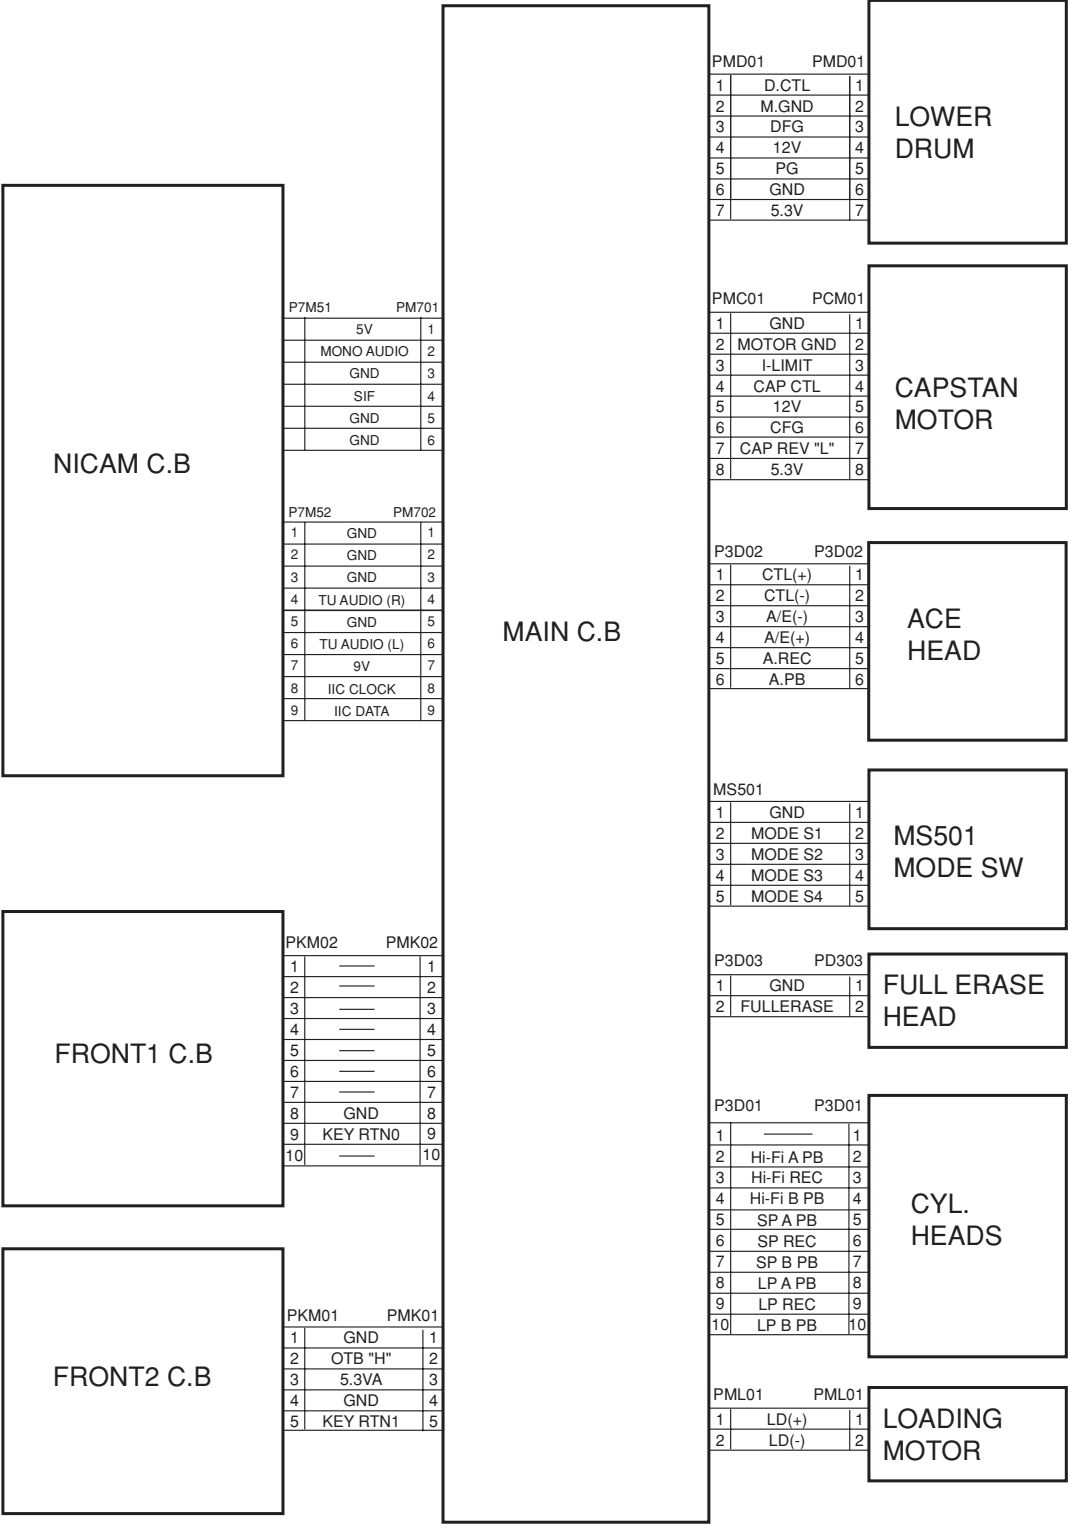 PMD01 PMD01
1 D.CTL 1
2 M.GND 2
3 DFG 3
4 12V 4
5 PG 5
6 GND 6
7 5.3V 7
LOWER
DRUM
P7M51 PM701
5V 1
MONO AUDIO 2
GND 3
SIF 4
GND 5
GND 6
NICAM C.B
P7M52 PM702
1 GND 1
2 GND 2
3 GND 3
4 TU AUDIO (R) 4
5 GND 5
6 TU AUDIO (L) 6
7 9V 7
8 IIC CLOCK 8
9 IIC DATA 9
MAIN C.B
PMC01 PCM01
1 GND 1
2 MOTOR GND 2
3 I-LIMIT 3
4 CAP CTL 4
5 12V 5
6 CFG 6
7 CAP REV "L" 7
8 5.3V 8
CAPSTAN
MOTOR
P3D02 P3D02
1 CTL(+) 1
2 CTL(-) 2
3 A/E(-) 3
4 A/E(+) 4
5 A.REC 5
6 A.PB 6
ACE
HEAD
MS501
1 GND 1
2 MODE S1 2
3 MODE S2 3
4 MODE S3 4
5 MODE S4 5
MS501
MODE SW
PKM02 PMK02
1 —— 1
2 —— 2
3 —— 3
4 —— 4
5 —— 5
6 —— 6
7 —— 7
8 GND 8
9 KEY RTN0 9
10 —— 10
FRONT1 C.B
P3D03 PD303
1 GND 1
2 FULLERASE 2
FULL ERASE
HEAD
P3D01 P3D01
1 —— 1
2 Hi-Fi A PB 2
3 Hi-Fi REC 3
4 Hi-Fi B PB 4
5 SP A PB 5
6 SP REC 6
7 SP B PB 7
8 LP A PB 8
9 LP REC 9
10 LP B PB 10
CYL.
HEADS
PKM01 PMK01
1 GND 1
2 OTB "H" 2
3 5.3VA 3
4 GND 4
5 KEY RTN1 5
FRONT2 C.B
PML01 PML01
1 LD(+) 1
2 LD(-) 2
LOADING
MOTOR